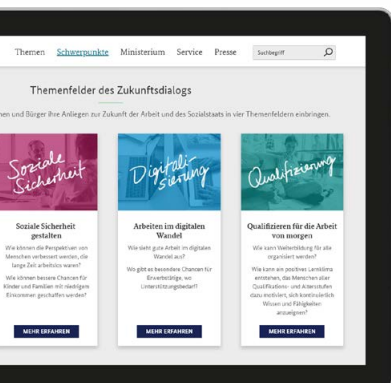 Themen Schwerpunkte Ministerium Service Presse Suchbegriff
Themenfelder des Zukunftsdialogs
und Bürger ihre Anliegen zur Zukunft der Arbeit und des Sozialstaats in vier Themenfeldern einbringen.
Soziale
Sicherheit
Soziale Sicherheit
gestalten
Wie können die Perspektiven von
Menschen verbessert werden, die
lange Zeit arbeitslos waren?
Wie können bessere Chancen für
Kinder und Familien mit niedrigem
Einkommen geschaffen werden?
MEHR ERFAHREN
Digitali-
sierung
Arbeiten im digitalen
Wandel
Wie sieht gute Arbeit im digitalen
Wandel aus?
Wo gibt es besondere Chancen für
Erwerbstätige, wo
Unterstützungsbedarf?
MEHR ERFAHREN
Qualifizierung
Qualifizieren für die Arbeit
von morgen
Wie kann Weiterbildung für alle
organisiert werden?
Wie kann ein positives Lernklima
entstehen, das Menschen aller
Qualifikations- und Altersstufen
dazu motiviert, sich kontinuierlich
Wissen und Fähigkeiten
anzueignen?
MEHR ERFAHREN